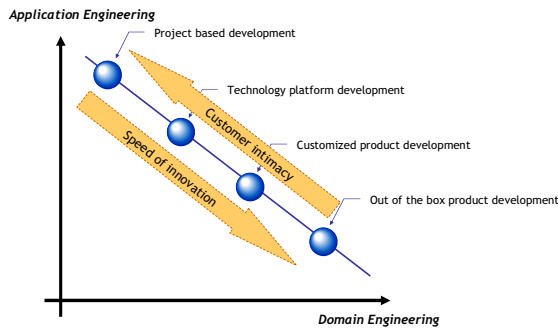 Application Engineering
Project based development
Technology platform development
Customer intimacy
Customized product development
Speed of innovation
Out of the box product development
Domain Engineering